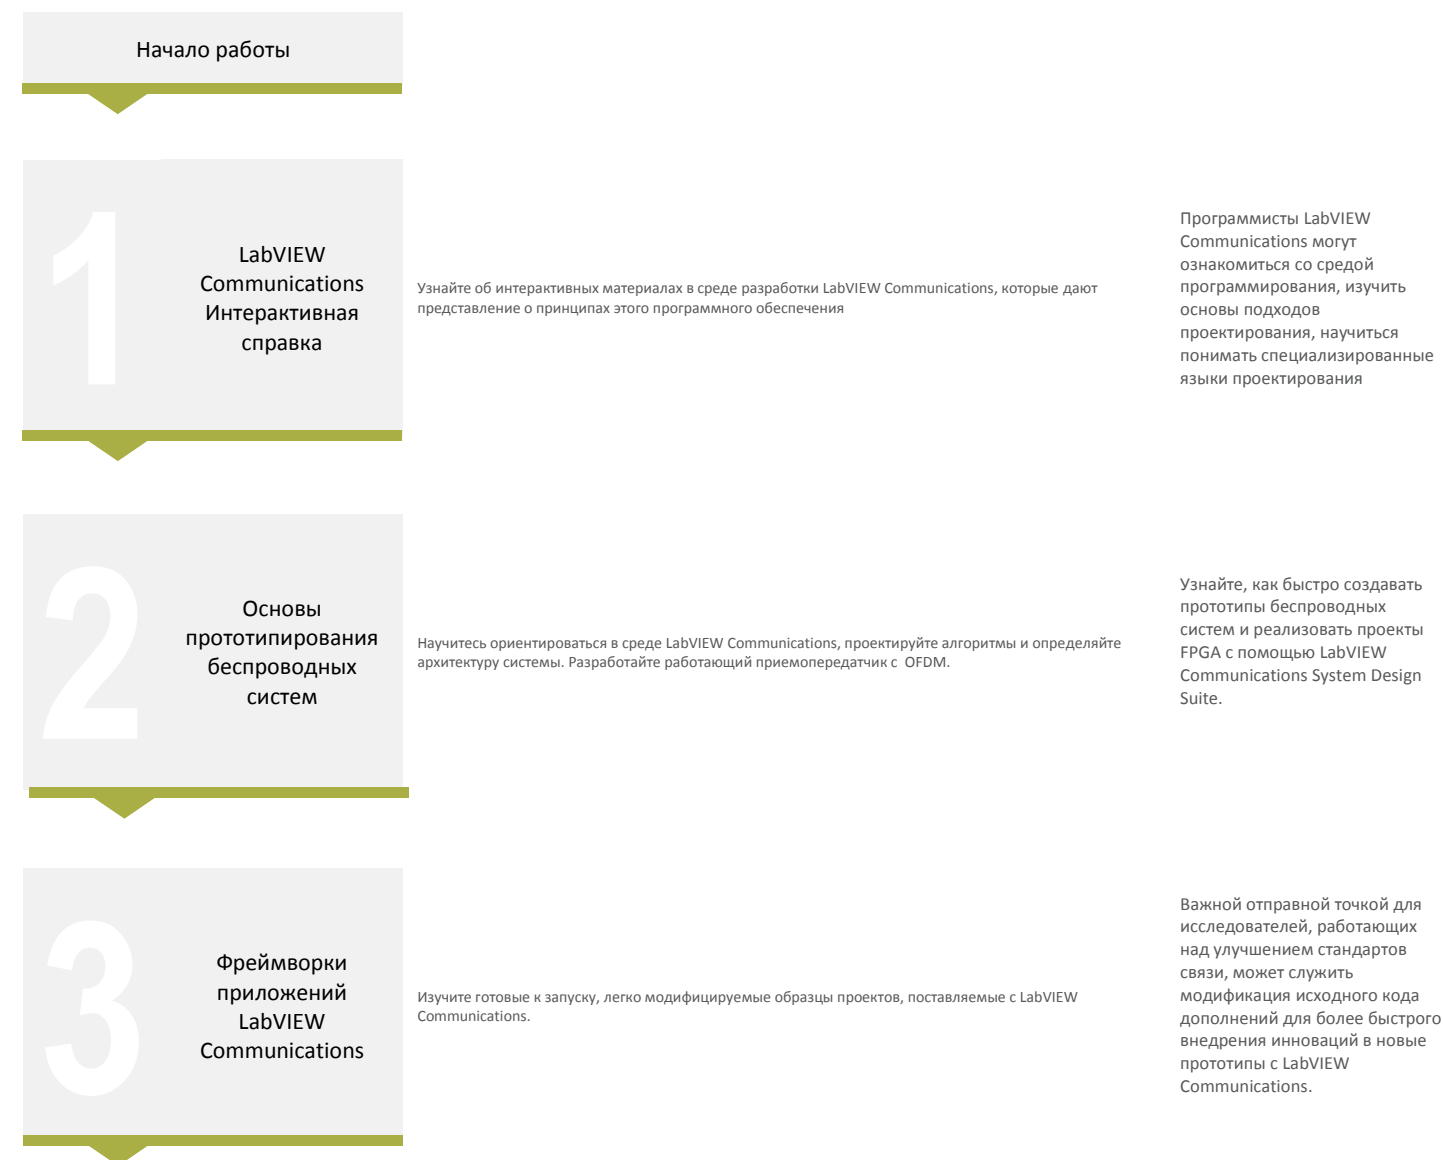 Начало работы
1
LabVIEW
Communications
Интерактивная
справка
Узнайте об интерактивных материалах в среде разработки LabVIEW Communications, которые дают
представление о принципах этого программного обеспечения
Программисты LabVIEW
Communications могут
ознакомиться со средой
программирования, изучить
основы подходов
проектирования, научиться
понимать специализированные
языки проектирования
2
Основы
прототипирования
беспроводных
систем
Научитесь ориентироваться в среде LabVIEW Communications, проектируйте алгоритмы и определяйте
архитектуру системы. Разработайте работающий приемопередатчик с  OFDM.
Узнайте, как быстро создавать
прототипы беспроводных
систем и реализовать проекты
FPGA с помощью LabVIEW
Communications System Design
Suite.
3
Фреймворки
приложений
LabVIEW
Communications
Изучите готовые к запуску, легко модифицируемые образцы проектов, поставляемые с LabVIEW
Communications.
Важной отправной точкой для
исследователей, работающих
над улучшением стандартов
связи, может служить
модификация исходного кода
дополнений для более быстрого
внедрения инноваций в новые
прототипы с LabVIEW
Communications.